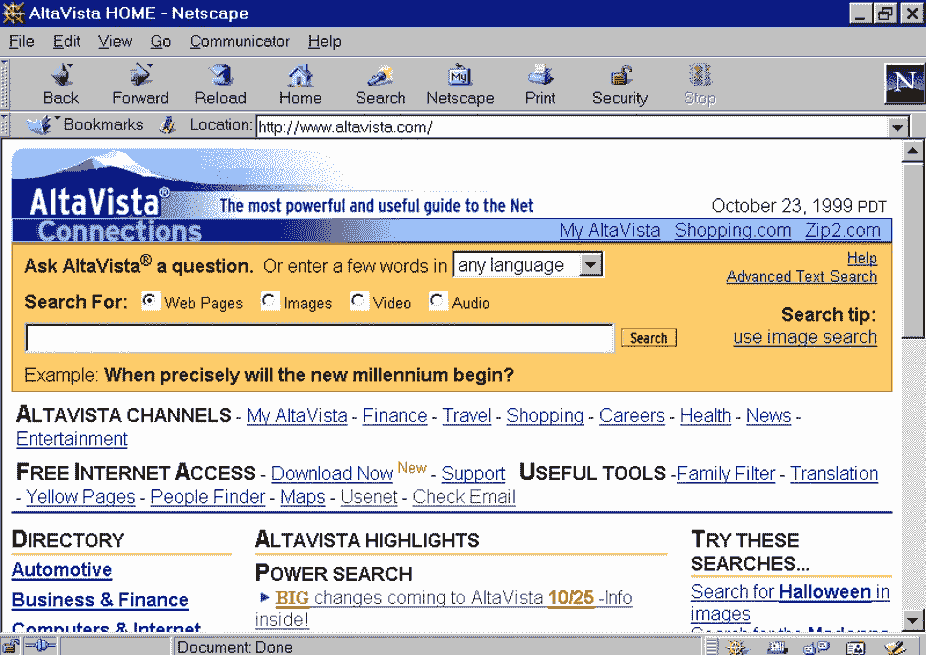 AltaVista HOME - Netscape
File Edit View Go Communicator Help
Back Forward Reload Home Search Netscape Print Security Stop
My
N
Bookmarks Location: http://www.altavista.com/
AltaVista® The most powerful and useful guide to the Net October 23, 1999 PDT
Connections My AltaVista Shopping.com Zip2.com
Ask AltaVista® a question. Or enter a few words in any language Help
Advanced Text Search
Search For: Web Pages Images Video Audio
Search tip:
Search use image search
Example: When precisely will the new millennium begin?
ALTAVISTA CHANNELS - My AltaVista - Finance - Travel - Shopping - Careers - Health - News -
Entertainment
FREE INTERNET ACCESS - Download Now New - Support USEFUL TOOLS -Family Filter - Translation
- Yellow Pages - People Finder - Maps - Usenet - Check Email
DIRECTORY
Automotive
Business & Finance
Computers & Internet
ALTAVISTA HIGHLIGHTS
POWER SEARCH
BIG changes coming to AltaVista 10/25 -Info
inside!
TRY THESE
SEARCHES...
Search for Halloween in
images
Search for the Madonna
Document: Done